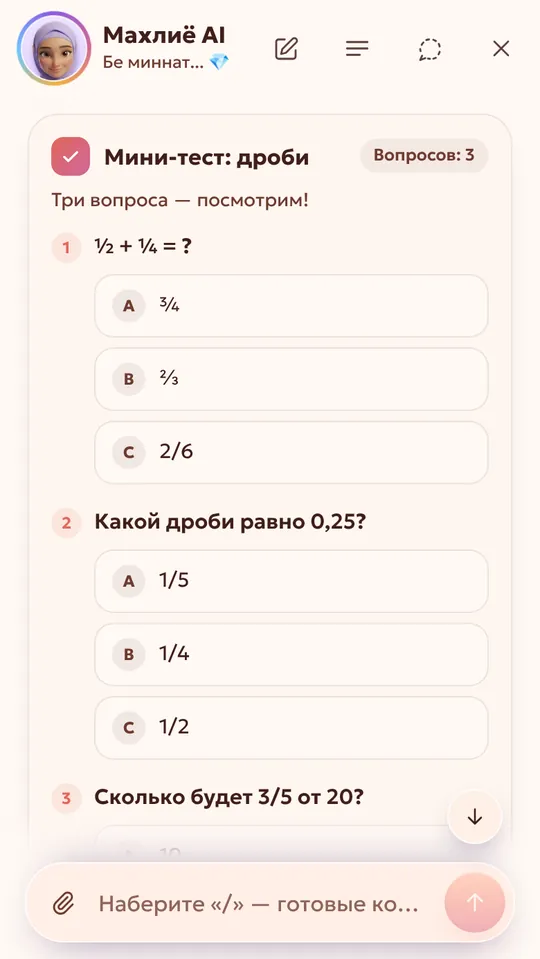 Махлиё AI
Бе миннат... 💎
Мини-тест: дроби
Вопросов: 3
Три вопроса — посмотрим!
1 ½ + ¼ = ?
A ¾
B ⅔
C 2/6
2 Какой дроби равно 0,25?
A 1/5
B 1/4
C 1/2
3 Сколько будет 3/5 от 20?
A 10
Наберите «/» — готовые ко...